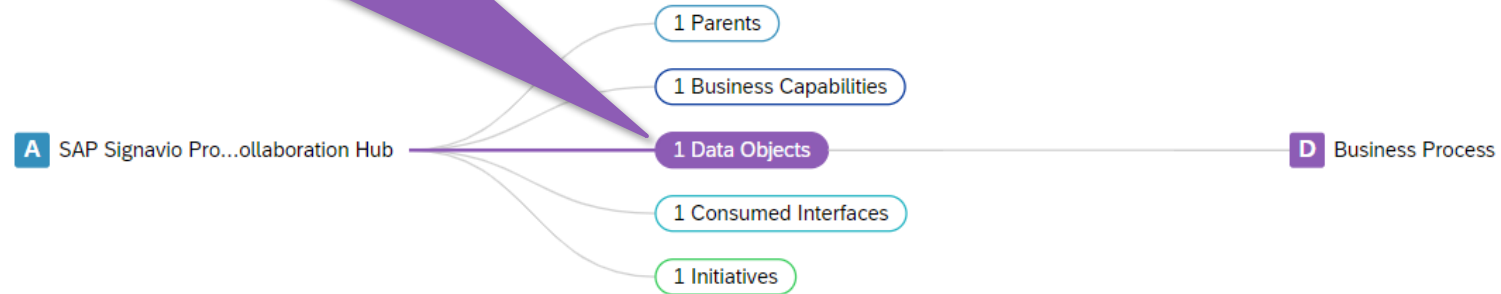 1 Parents
1 Business Capabilities
A SAP Signavio Pro...ollaboration Hub
1 Data Objects
D Business Process
1 Consumed Interfaces
1 Initiatives